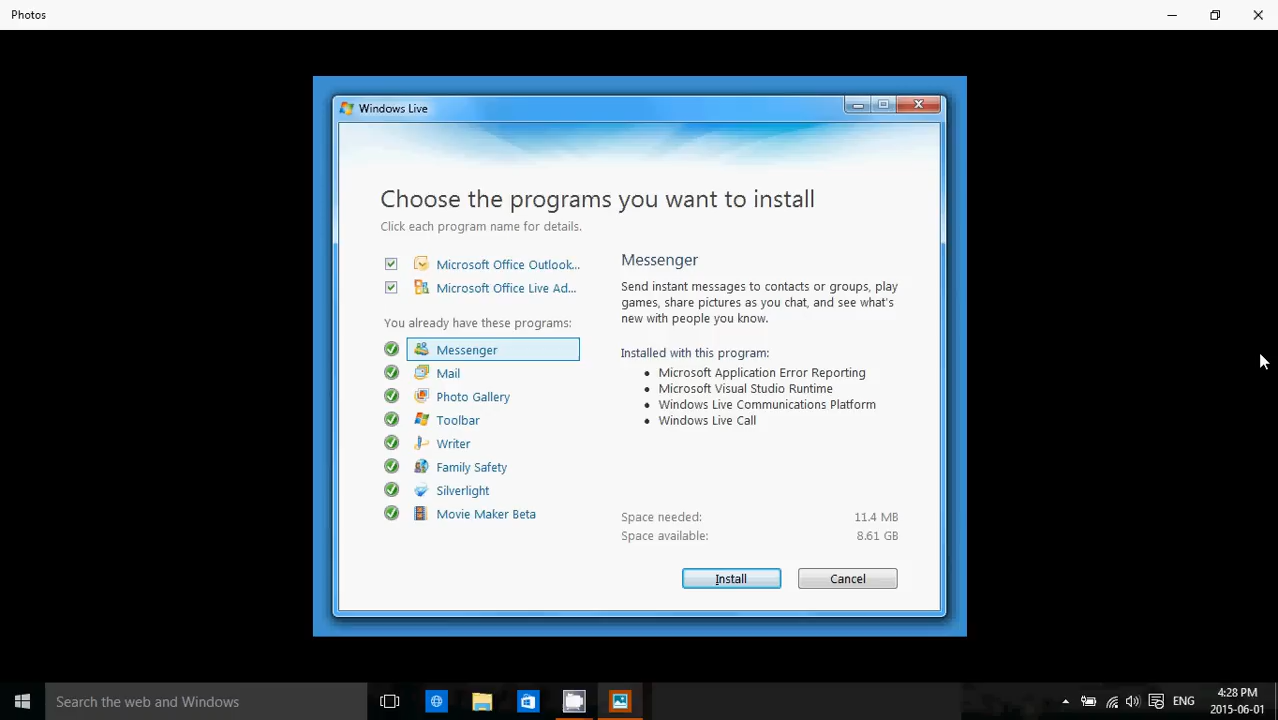 Photos
Windows Live
Choose the programs you want to install
Click each program name for details.
Microsoft Office Outlook...
Microsoft Office Live Ad...
You already have these programs:
Messenger
Mail
Photo Gallery
Toolbar
Writer
Family Safety
Silverlight
Movie Maker Beta
Messenger
Send instant messages to contacts or groups, play
games, share pictures as you chat, and see what's
new with people you know.
Installed with this program:
• Microsoft Application Error Reporting
• Microsoft Visual Studio Runtime
• Windows Live Communications Platform
• Windows Live Call
Space needed: 11.4 MB
Space available: 8.61 GB
Install Cancel
Search the web and Windows
ENG
4:28 PM
2015-06-01